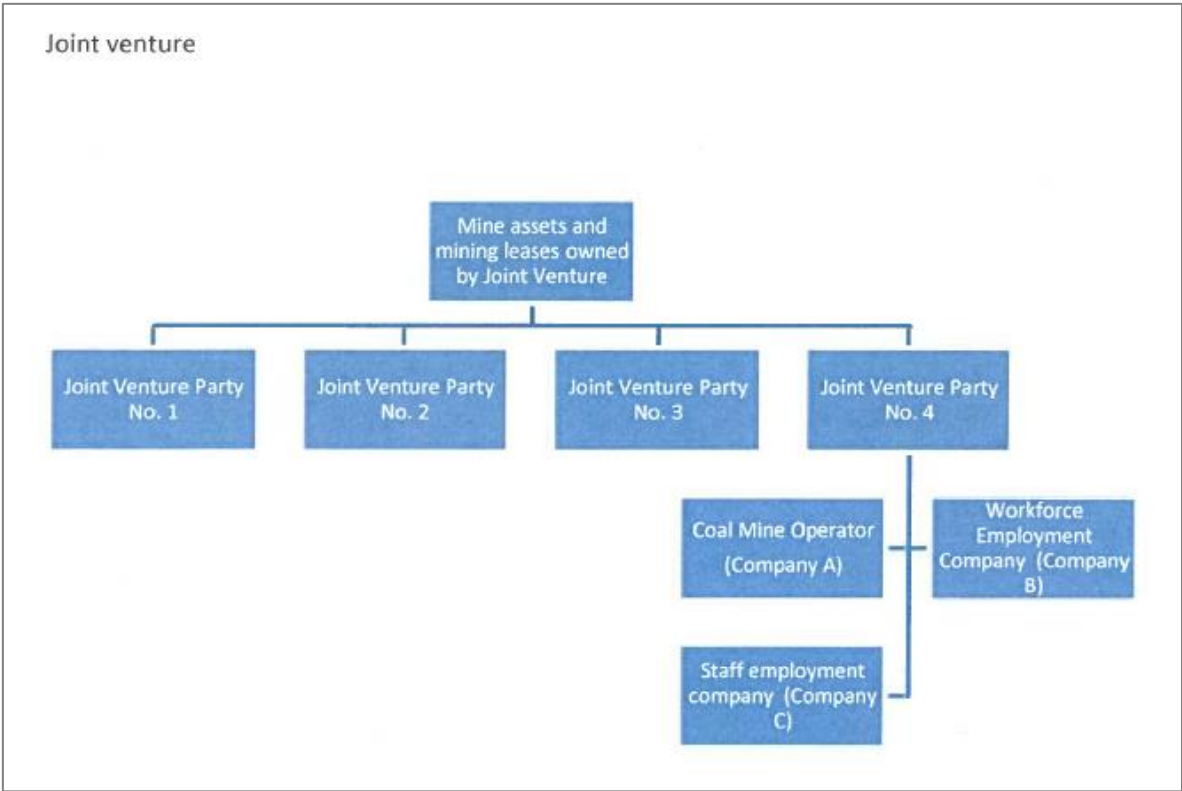 Joint venture
Mine assets and
mining leases owned
by Joint Venture
Joint Venture Party
No. 1
Joint Venture Party
No. 2
Joint Venture Party
No. 3
Joint Venture Party
No. 4
Coal Mine Operator
(Company A)
Workforce
Employment
Company (Company
B)
Staff employment
company (Company
C)